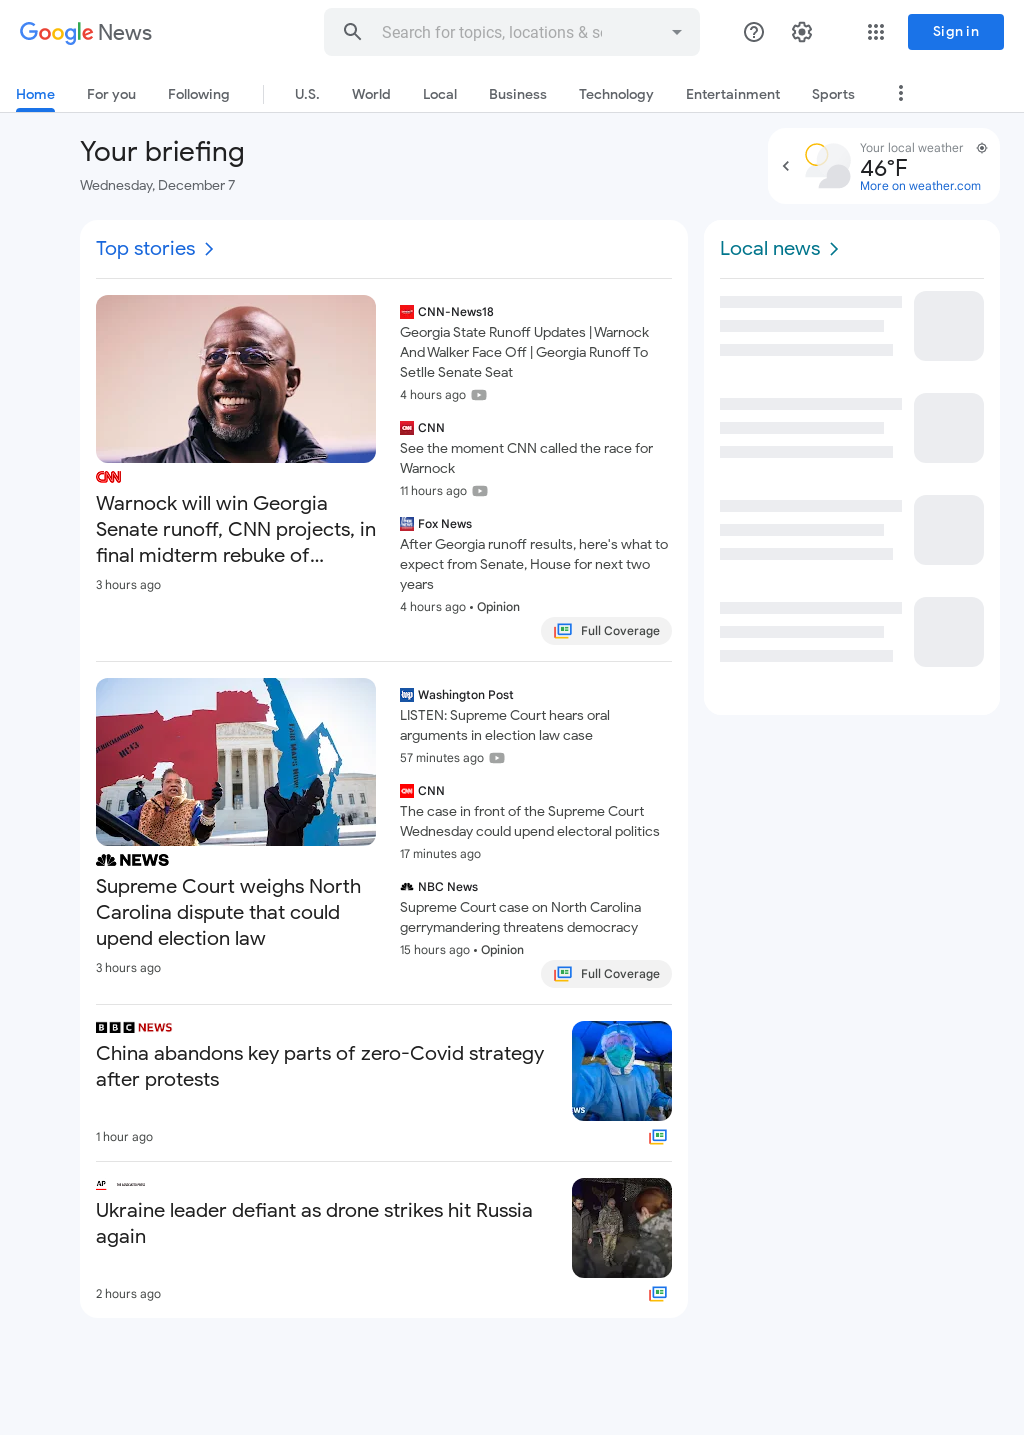 Google News
Search for topics, locations & so
Sign in
Home
For you
Following
U.S.
World
Local
Business
Technology
Entertainment
Sports
Your briefing
Wednesday, December 7
Your local weather
46°F
More on weather.com
Top stories
CNN
Warnock will win Georgia
Senate runoff, CNN projects, in
final midterm rebuke of...
3 hours ago
CNN-News18
Georgia State Runoff Updates | Warnock
And Walker Face Off | Georgia Runoff To
Setlle Senate Seat
4 hours ago
CNN
See the moment CNN called the race for
Warnock
11 hours ago
Fox News
After Georgia runoff results, here's what to
expect from Senate, House for next two
years
4 hours ago • Opinion
Full Coverage
NEWS
Supreme Court weighs North
Carolina dispute that could
upend election law
3 hours ago
Washington Post
LISTEN: Supreme Court hears oral
arguments in election law case
57 minutes ago
CNN
The case in front of the Supreme Court
Wednesday could upend electoral politics
17 minutes ago
NBC News
Supreme Court case on North Carolina
gerrymandering threatens democracy
15 hours ago • Opinion
Full Coverage
BBC NEWS
China abandons key parts of zero-Covid strategy
after protests
1 hour ago
AP
Ukraine leader defiant as drone strikes hit Russia
again
2 hours ago
Local news